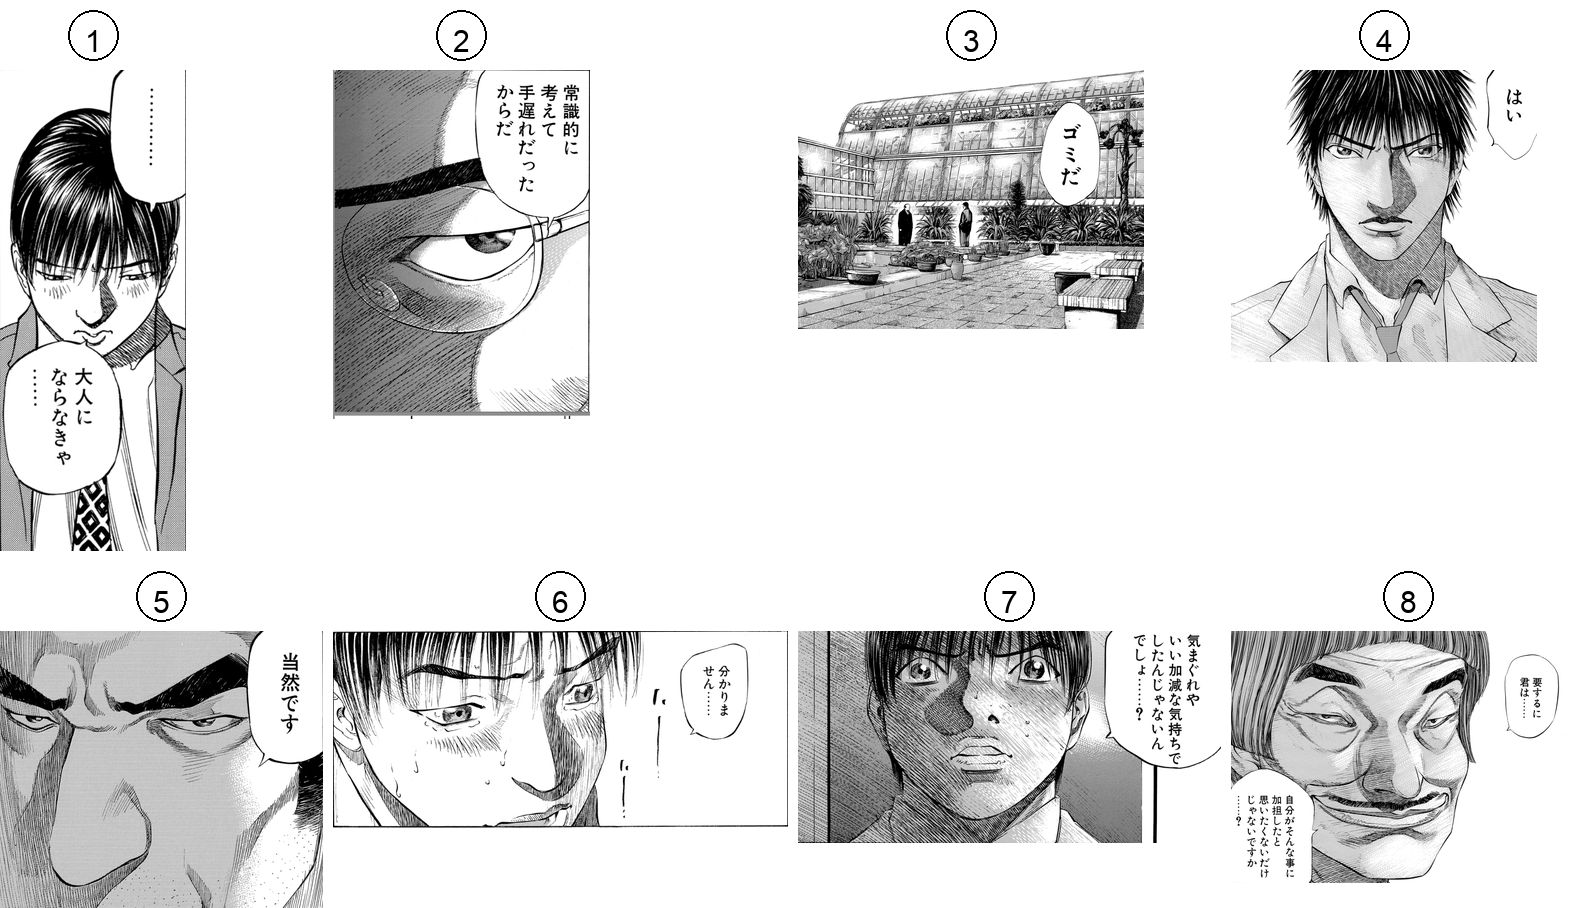 1
…………
大人に
ならなきゃ
……
2
常識的に
考えて
手遅れだった
からだ
3
ゴミだ
4
はい
5
当然です
6
分かりま
せん……
7
気まぐれや
いい加減な気持ちで
したんじゃないん
でしょ……？
8
要するに
君は……
自分がそんな事に
加担したと
思いたくないだけ
じゃないですか
……？